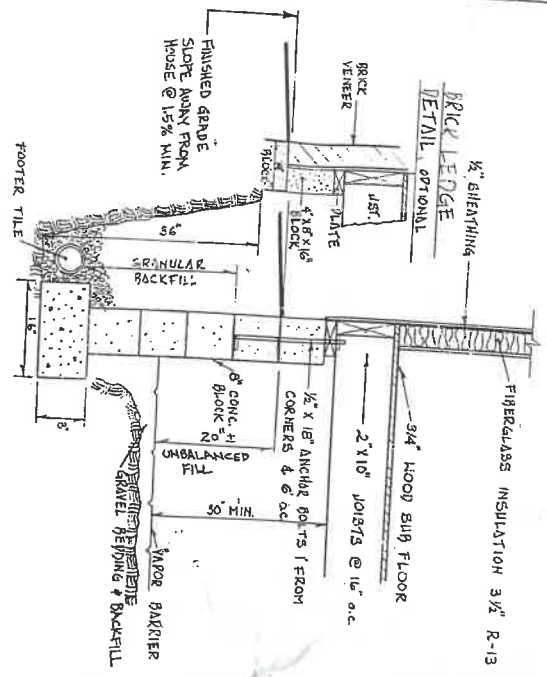 BRICK LEDGE
DETAIL, OPTIONAL
½" SHEATHING
FIBERGLASS INSULATION 3½" R-13
BRICK
VENEER
JST.
PLATE
4"X8"X16"
BLOCK
BLOCK
FINISHED GRADE
SLOPE AWAY FROM
HOUSE @ 1.5% MIN.
3/4" WOOD SUB FLOOR
2"X10" JOISTS @ 16" o.c.
½" X 18" ANCHOR BOLTS 1' FROM
CORNERS & 6' o.c.
36"
GRANULAR
BACKFILL
8" CONC.
BLOCK
20" ±
UNBALANCED
FILL
30" MIN.
FOOTER TILE
16"
8"
VAPOR BARRIER
GRAVEL BEDDING & BACKFILL